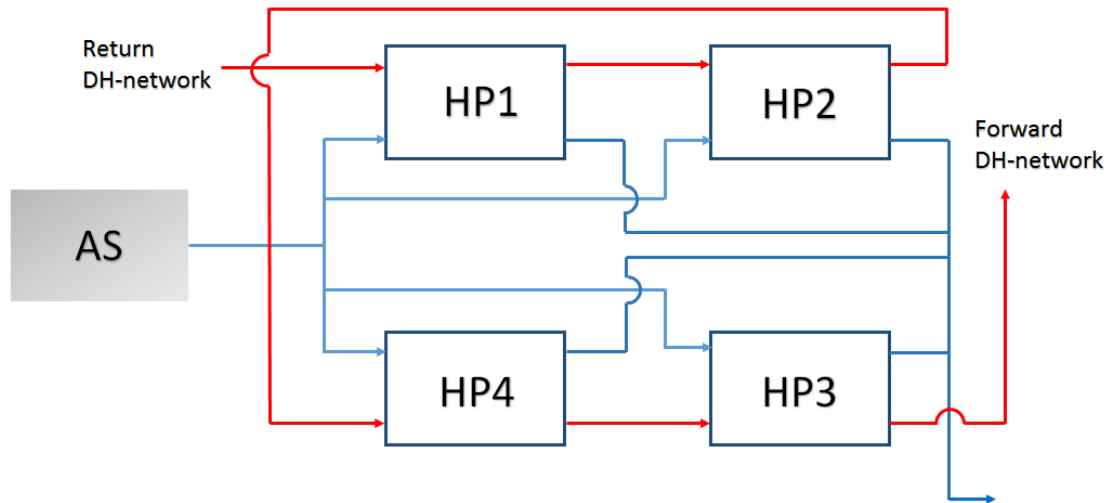 Return
DH-network
HP1
HP2
Forward
DH-network
AS
HP4
HP3